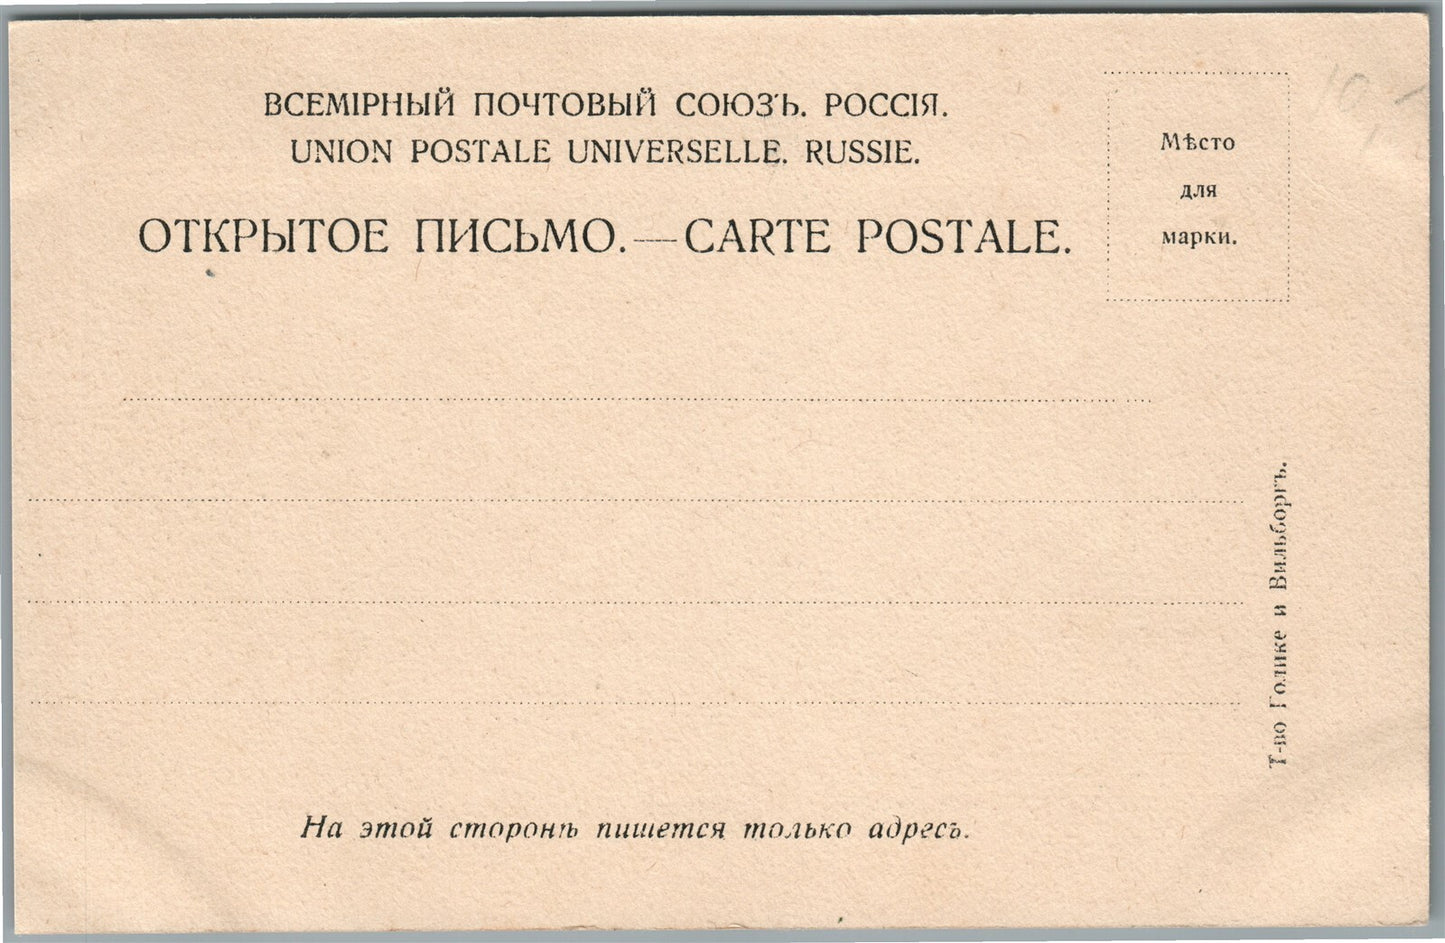 ВСЕМІРНЫЙ ПОЧТОВЫЙ СОЮЗЪ. РОССІЯ.
UNION POSTALE UNIVERSELLE. RUSSIE.
ОТКРЫТОЕ ПИСЬМО.—CARTE POSTALE.
Мѣсто
для
марки.
Т-во Голике и Вильборгъ.
На этой сторонѣ пишется только адресъ.